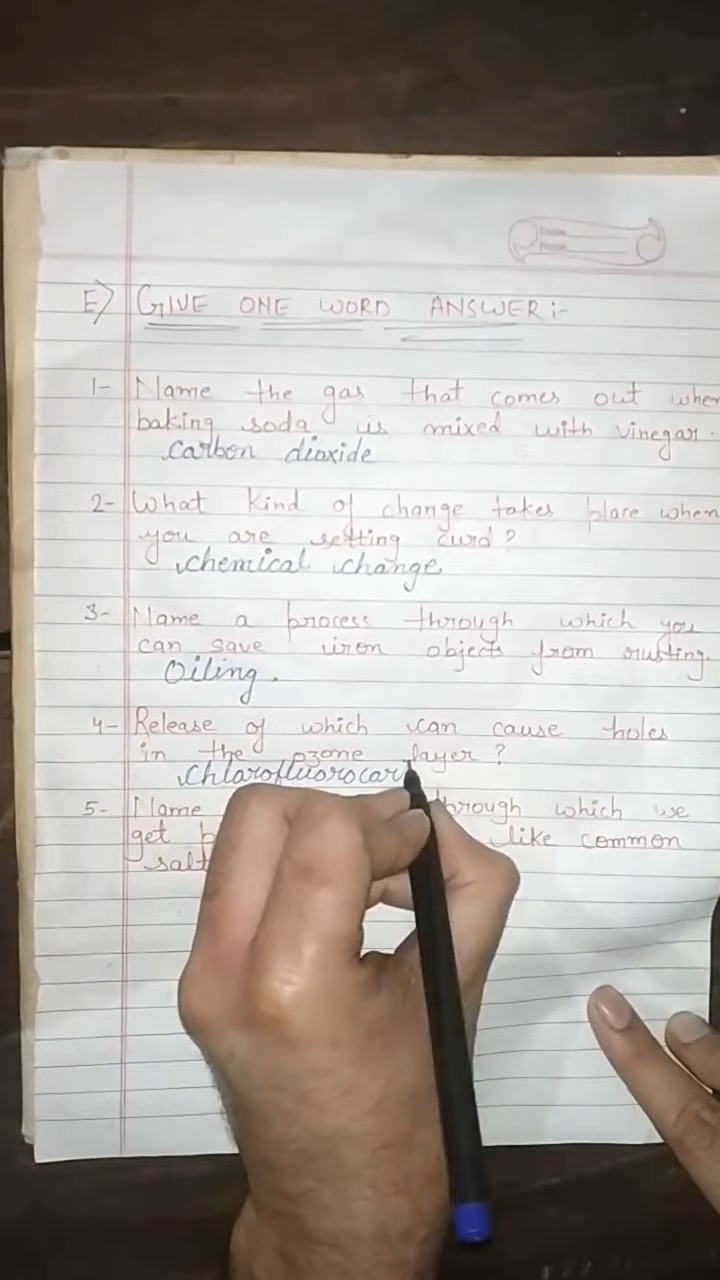 E) GIVE ONE WORD ANSWER :-
1- Name the gas that comes out when
baking soda is mixed with vinegar.
carbon dioxide
2- What kind of change takes place when
you are setting curd?
chemical change
3- Name a process through which you
can save iron objects from rusting.
Oiling.
4- Release of which can cause holes
in the ozone layer?
Chlarofluorocar
5- Name through which we
get like common
salt